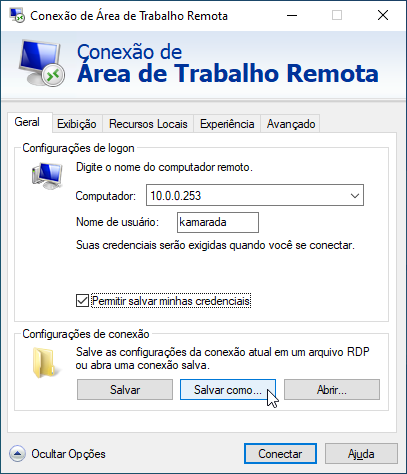 Conexão de Área de Trabalho Remota
Conexão de
Área de Trabalho Remota
Geral Exibição Recursos Locais Experiência Avançado
Configurações de logon
Digite o nome do computador remoto.
Computador: 10.0.0.253
Nome de usuário: kamarada
Suas credenciais serão exigidas quando você se conectar.
Permitir salvar minhas credenciais
Configurações de conexão
Salve as configurações da conexão atual em um arquivo RDP
ou abra uma conexão salva.
Salvar Salvar como... Abrir...
Ocultar Opções Conectar Ajuda